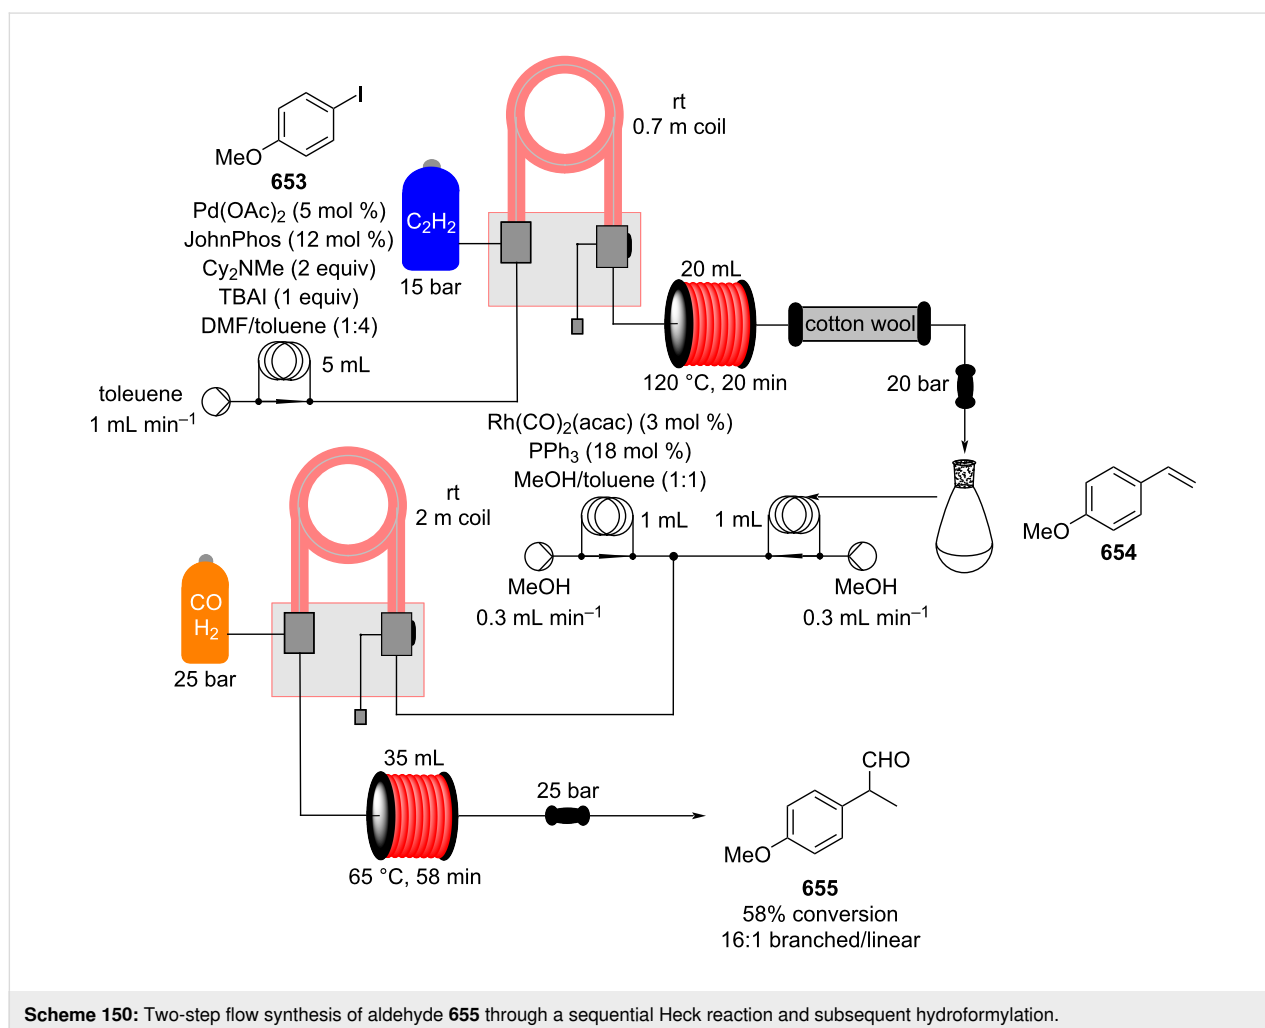 I
MeO
653
Pd(OAc)₂ (5 mol %)
JohnPhos (12 mol %)
Cy₂NMe (2 equiv)
TBAI (1 equiv)
DMF/toluene (1:4)
5 mL
toleuene
1 mL min⁻¹
C₂H₂
15 bar
rt
0.7 m coil
20 mL
120 °C, 20 min
cotton wool
20 bar
MeO
654
Rh(CO)₂(acac) (3 mol %)
PPh₃ (18 mol %)
MeOH/toluene (1:1)
1 mL
1 mL
MeOH
0.3 mL min⁻¹
MeOH
0.3 mL min⁻¹
rt
2 m coil
CO
H₂
25 bar
35 mL
65 °C, 58 min
25 bar
CHO
MeO
655
58% conversion
16:1 branched/linear
Scheme 150: Two-step flow synthesis of aldehyde 655 through a sequential Heck reaction and subsequent hydroformylation.